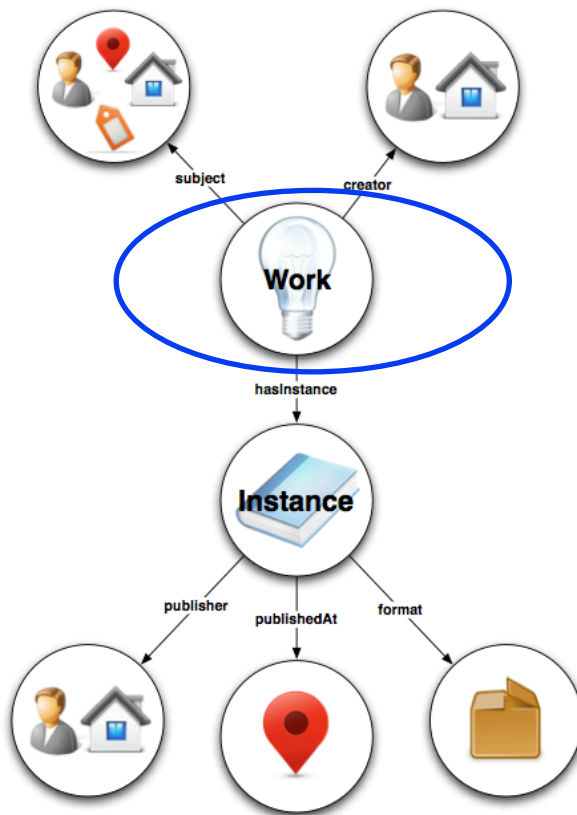 subject
creator
Work
hasInstance
Instance
publisher
publishedAt
format